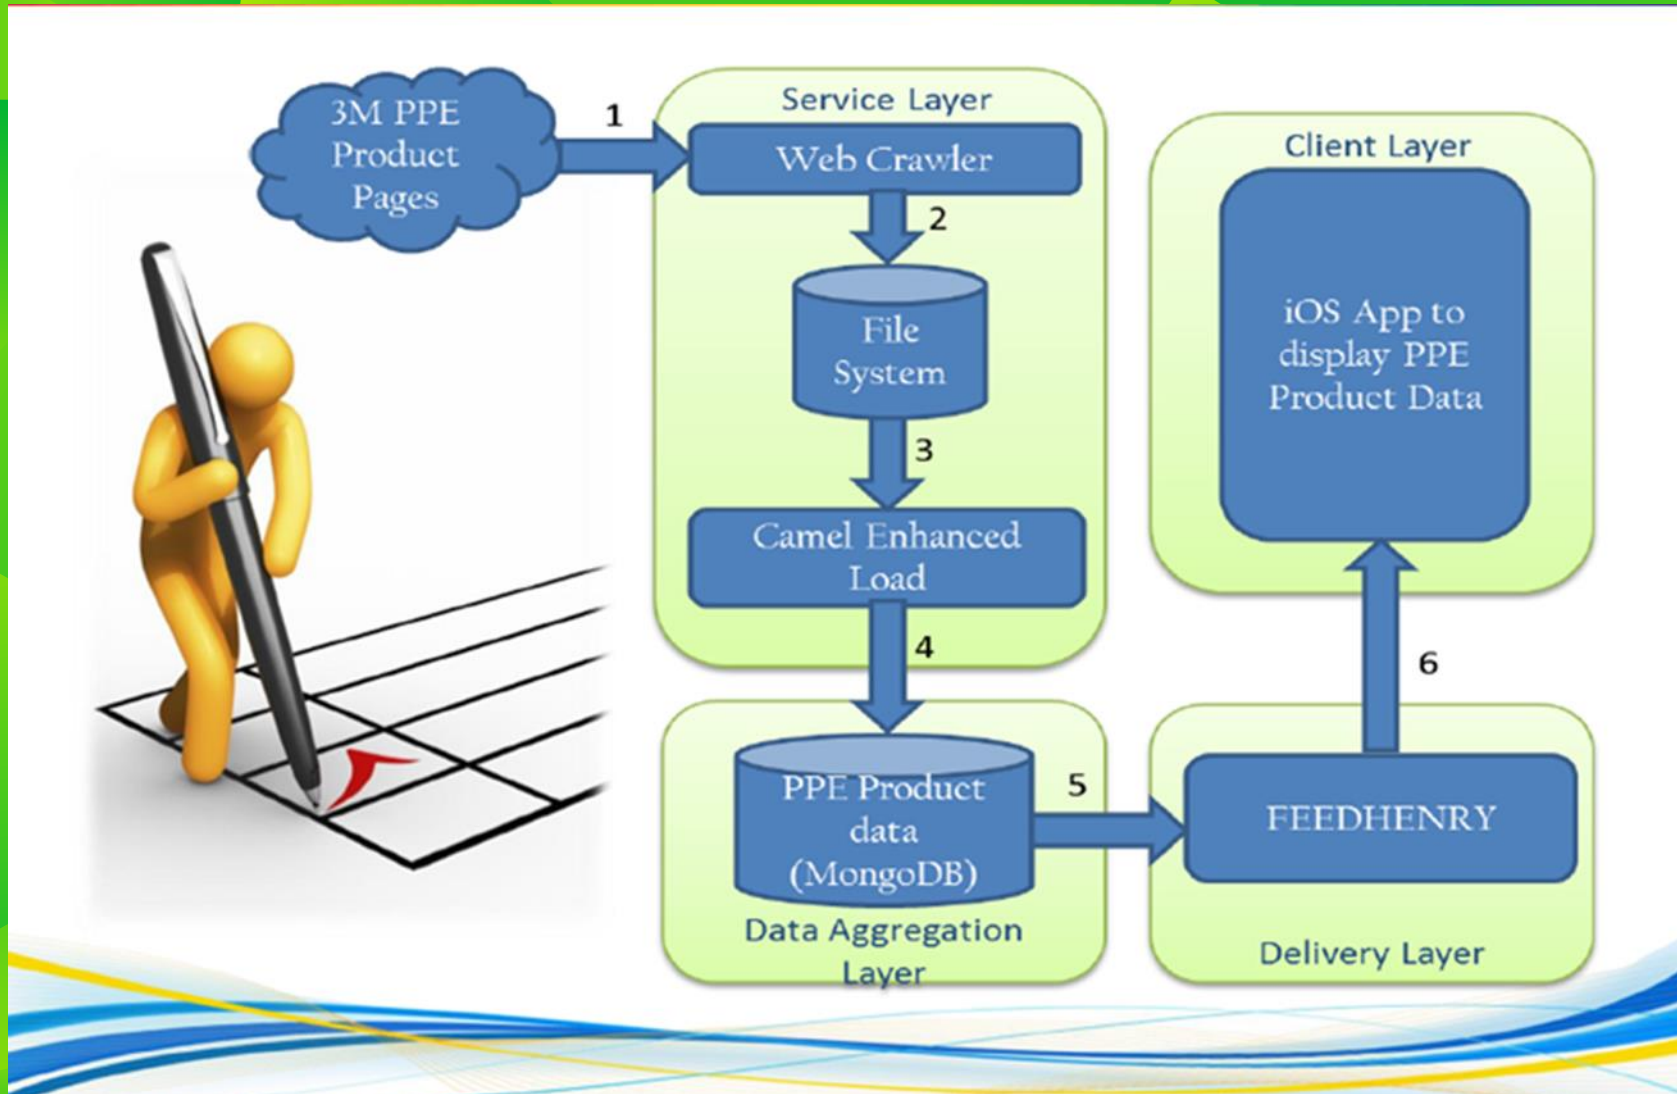 3M PPE
Product
Pages
1
Service Layer
Web Crawler
2
File
System
3
Camel Enhanced
Load
4
PPE Product
data
(MongoDB)
Data Aggregation
Layer
5
FEEDHENRY
Delivery Layer
6
Client Layer
iOS App to
display PPE
Product Data